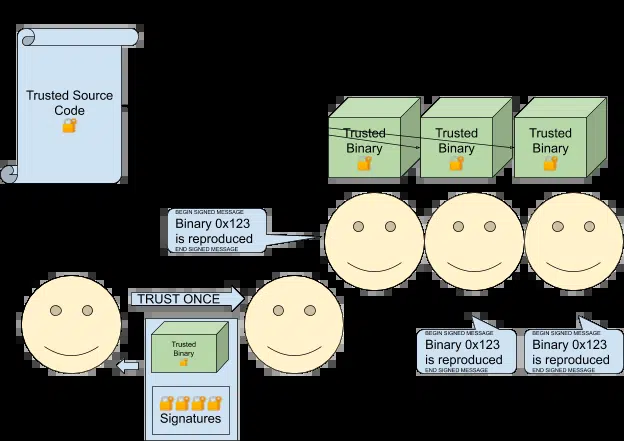 Trusted Source
Code
Trusted
Binary
Trusted
Binary
Trusted
Binary
BEGIN SIGNED MESSAGE
Binary 0x123
is reproduced
END SIGNED MESSAGE
TRUST ONCE
Trusted
Binary
Signatures
BEGIN SIGNED MESSAGE
Binary 0x123
is reproduced
END SIGNED MESSAGE
BEGIN SIGNED MESSAGE
Binary 0x123
is reproduced
END SIGNED MESSAGE